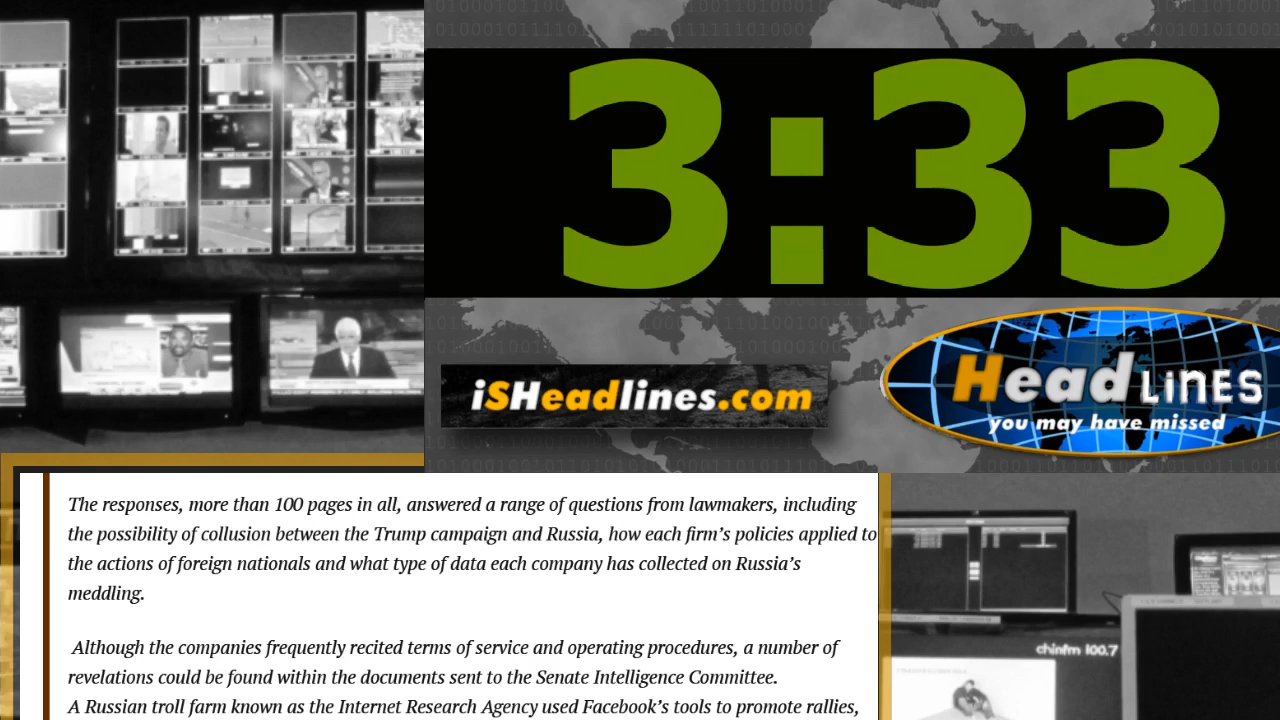 3:33
iSHeadlines.com
HeadLINES
you may have missed
The responses, more than 100 pages in all, answered a range of questions from lawmakers, including
the possibility of collusion between the Trump campaign and Russia, how each firm's policies applied to
the actions of foreign nationals and what type of data each company has collected on Russia's
meddling.
Although the companies frequently recited terms of service and operating procedures, a number of
revelations could be found within the documents sent to the Senate Intelligence Committee.
A Russian troll farm known as the Internet Research Agency used Facebook's tools to promote rallies,
chinfm 100.7